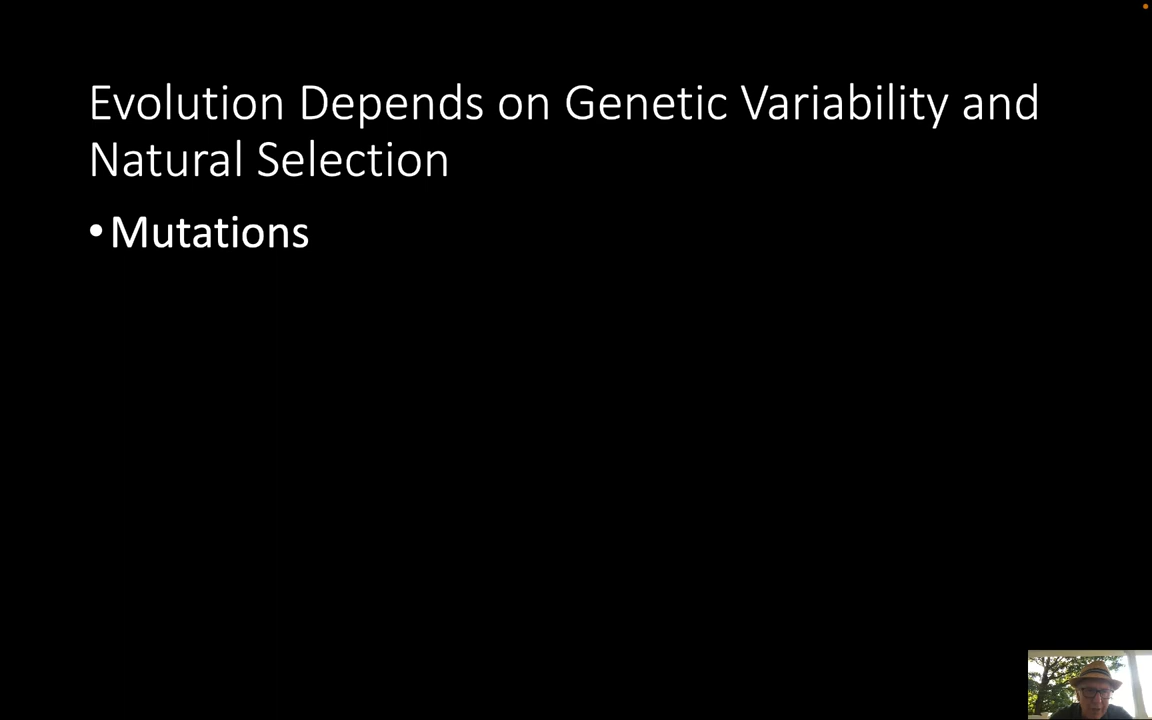 Evolution Depends on Genetic Variability and
Natural Selection
•Mutations